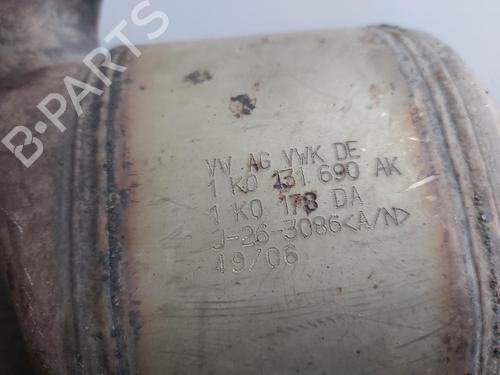 B-PARTS
VW AG VWK DE
1 K0 131 690 AK
1 K0 178 DA
J-26-3086<A/N>
49/06